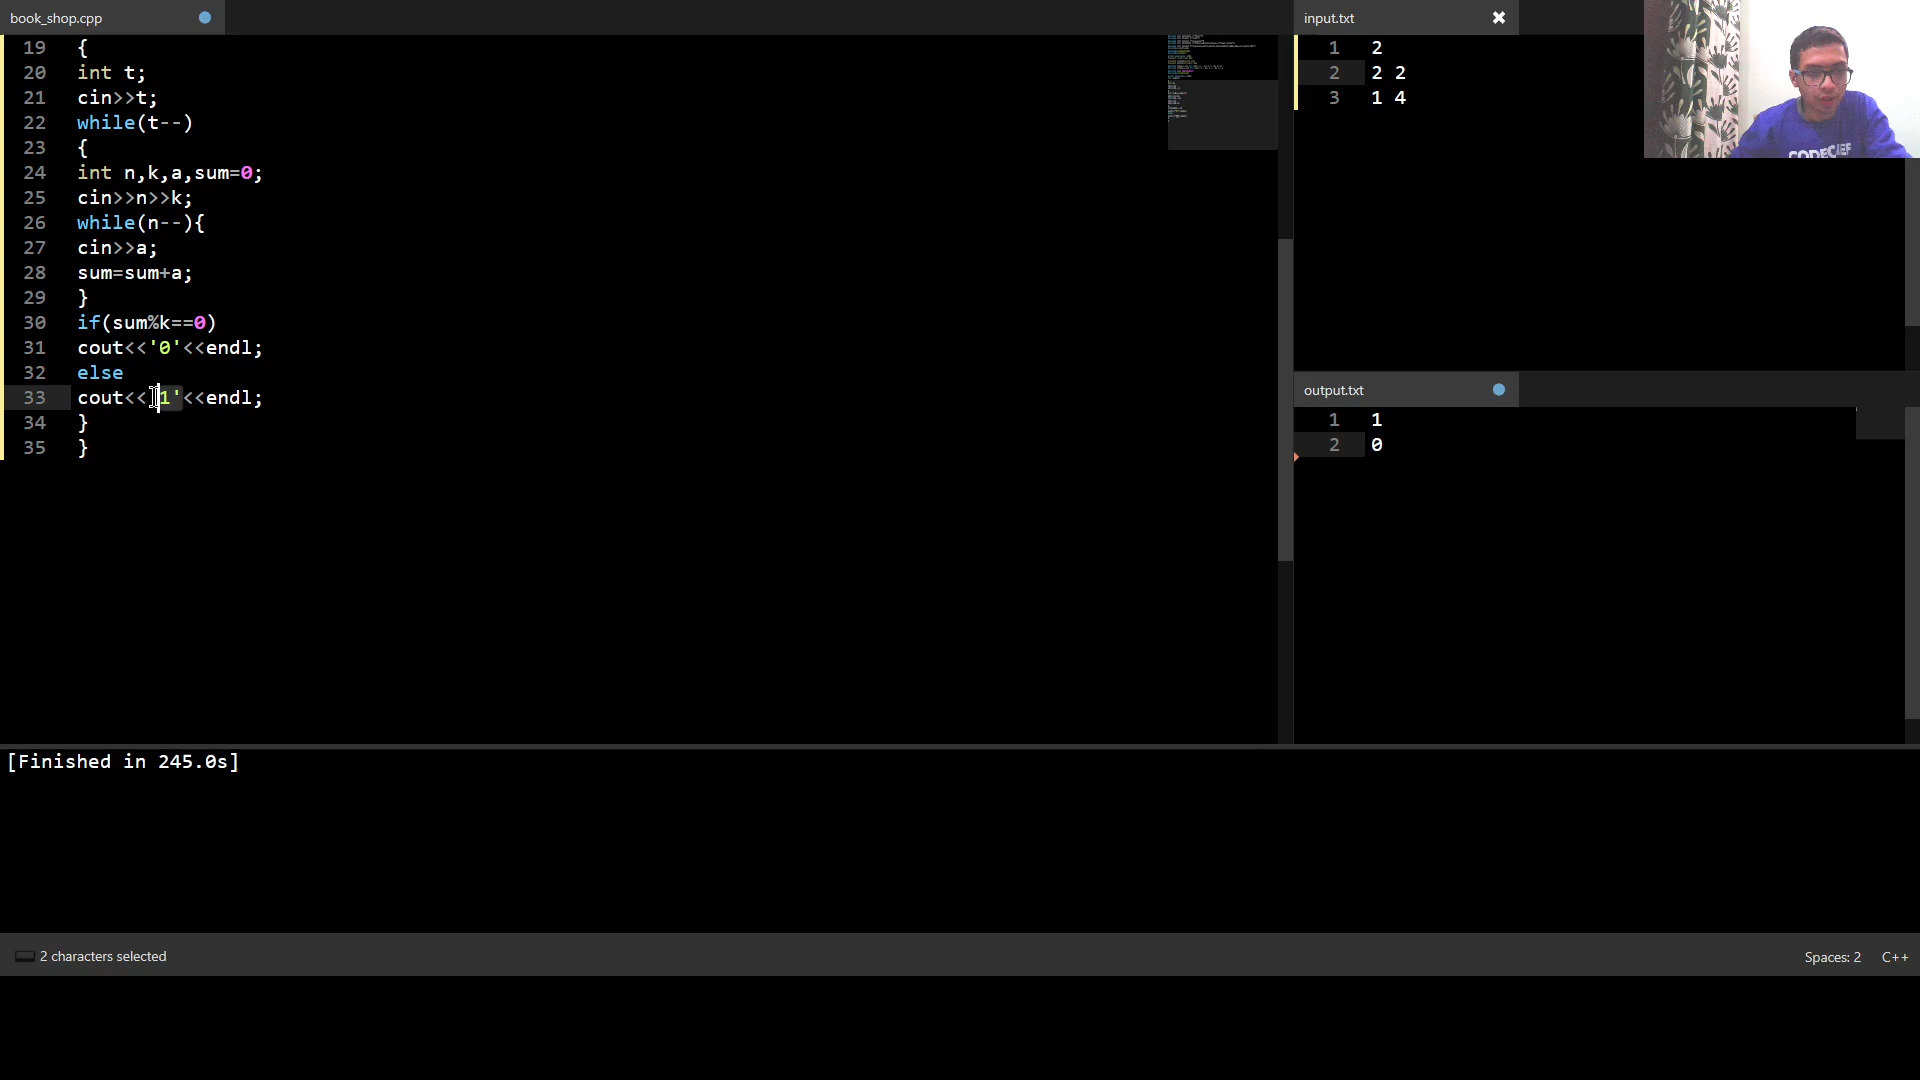 book_shop.cpp
19 {
20 int t;
21 cin>>t;
22 while(t--)
23 {
24 int n,k,a,sum=0;
25 cin>>n>>k;
26 while(n--){
27 cin>>a;
28 sum=sum+a;
29 }
30 if(sum%k==0)
31 cout<<'0'<<endl;
32 else
33 cout<<'1'<<endl;
34 }
35 }
input.txt
1 2
2 2 2
3 1 4
CODECHEF
output.txt
1 1
2 0
[Finished in 245.0s]
2 characters selected
Spaces: 2
C++